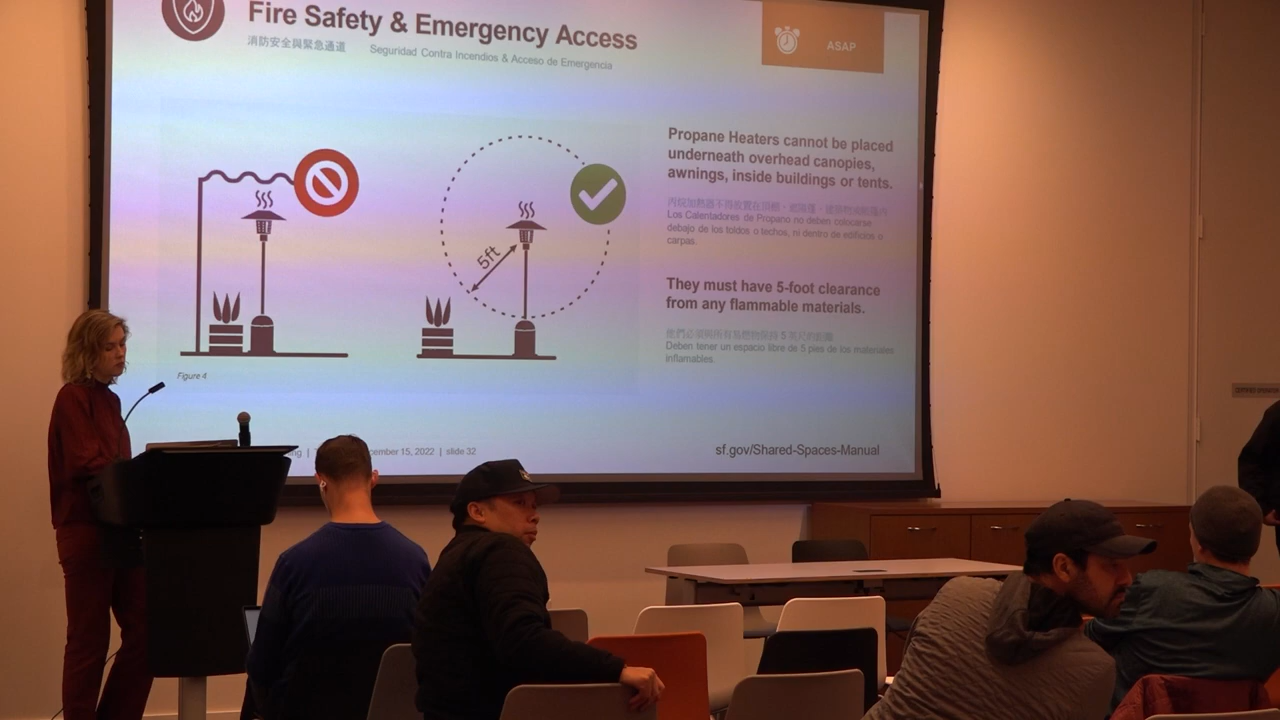 Fire Safety & Emergency Access
消防安全與緊急通道 Seguridad Contra Incendios & Acceso de Emergencia
ASAP
5ft
Figure 4
Propane Heaters cannot be placed
underneath overhead canopies,
awnings, inside buildings or tents.
Los Calentadores de Propano no deben colocarse
debajo de los toldos o techos, ni dentro de edificios o
carpas.
They must have 5-foot clearance
from any flammable materials.
Deben tener un espacio libre de 5 pies de los materiales
inflamables.
15, 2022 | slide 32
sf.gov/Shared-Spaces-Manual